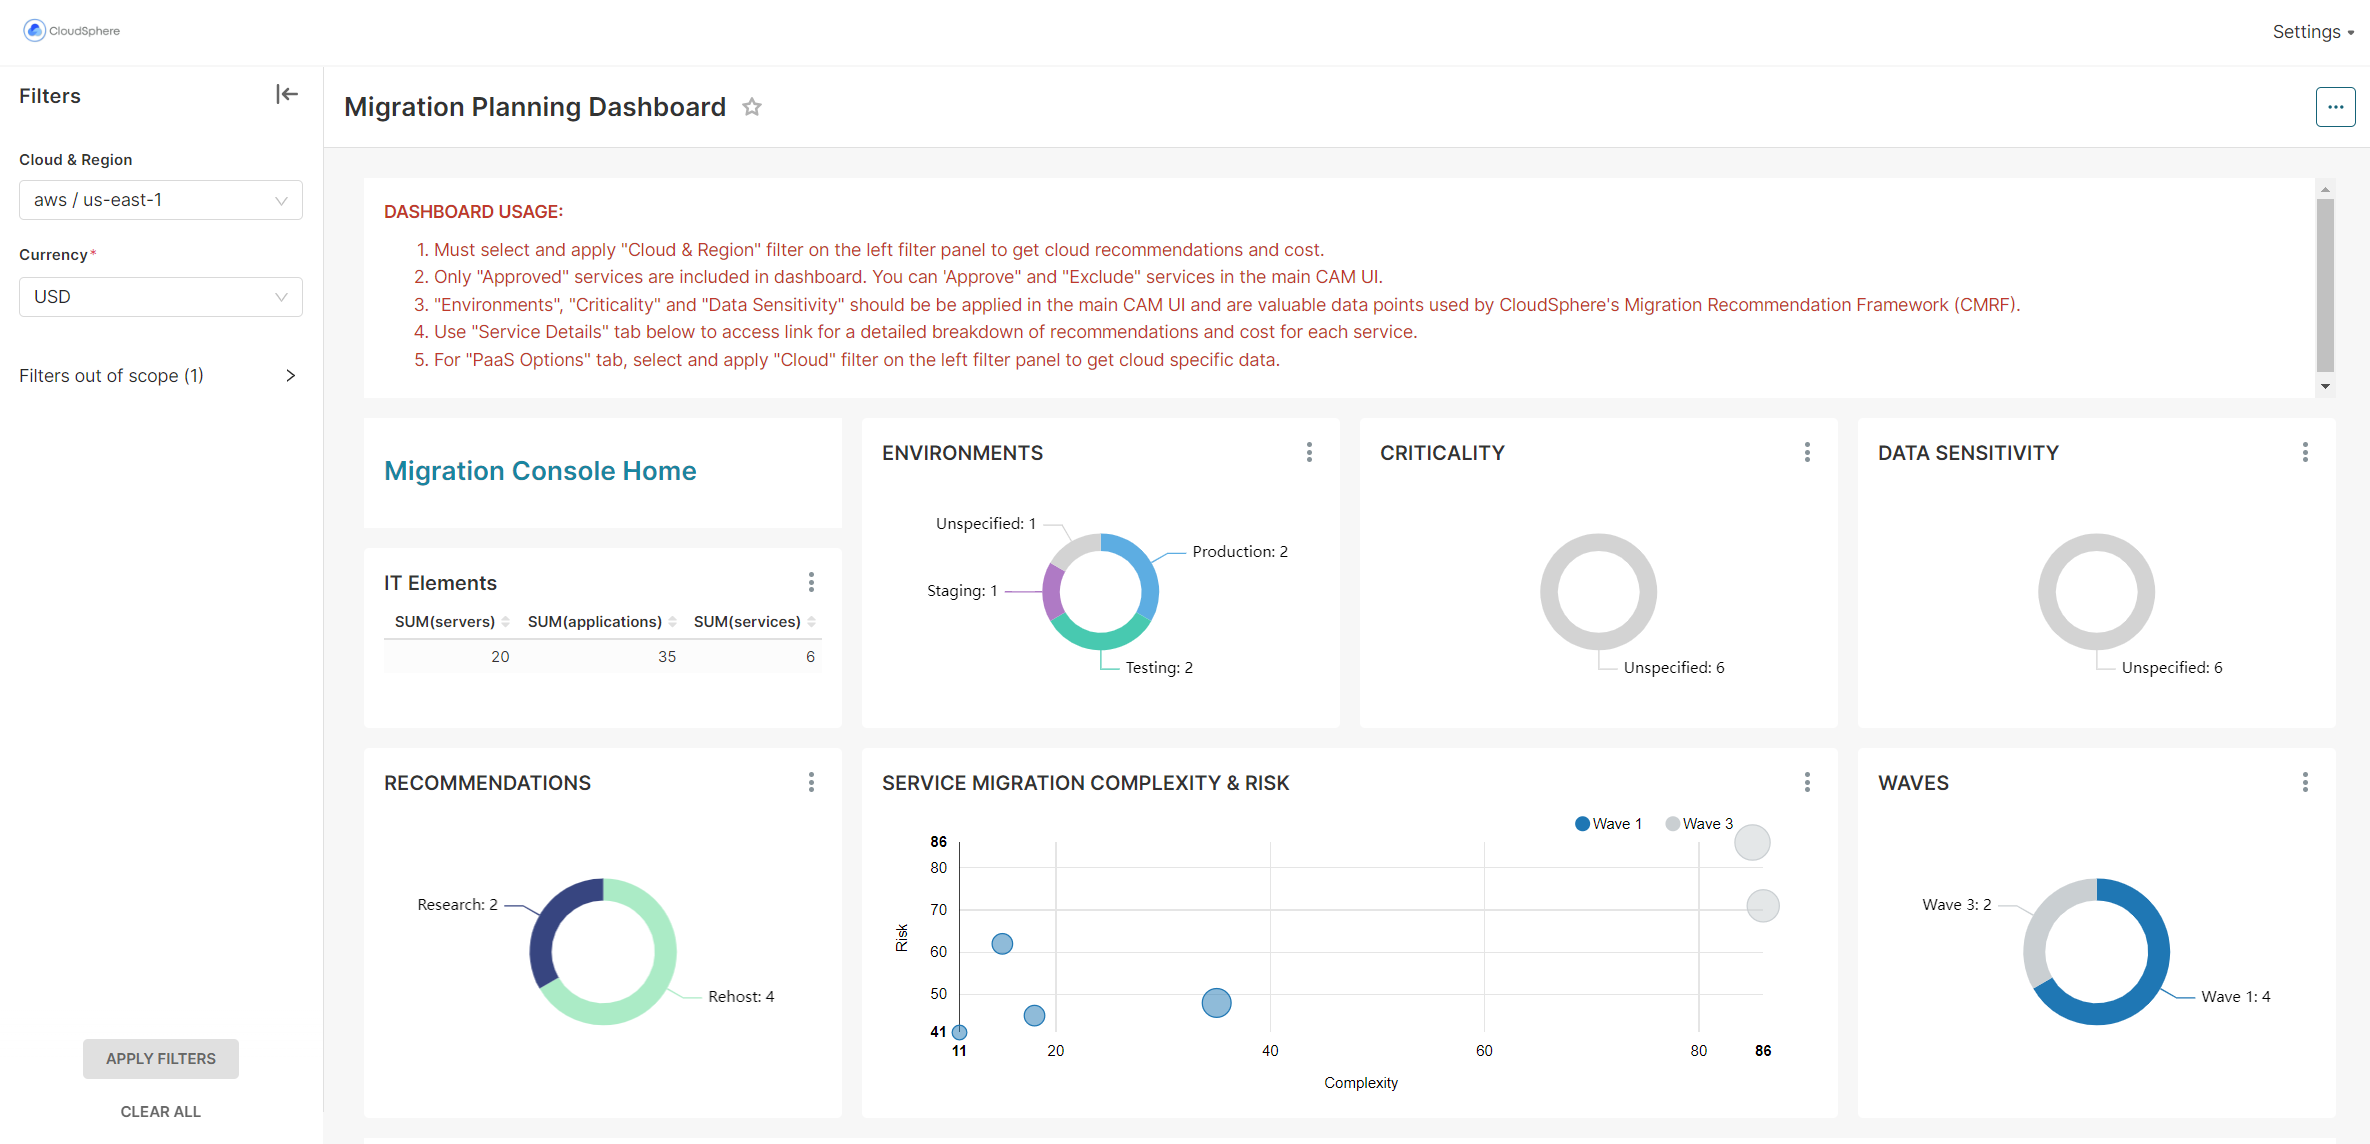 CloudSphere
Settings
Filters
Cloud & Region
aws / us-east-1
Currency*
USD
Filters out of scope (1)
APPLY FILTERS
CLEAR ALL
Migration Planning Dashboard
DASHBOARD USAGE:
1. Must select and apply "Cloud & Region" filter on the left filter panel to get cloud recommendations and cost.
2. Only "Approved" services are included in dashboard. You can 'Approve" and "Exclude" services in the main CAM UI.
3. "Environments", "Criticality" and "Data Sensitivity" should be be applied in the main CAM UI and are valuable data points used by CloudSphere's Migration Recommendation Framework (CMRF).
4. Use "Service Details" tab below to access link for a detailed breakdown of recommendations and cost for each service.
5. For "PaaS Options" tab, select and apply "Cloud" filter on the left filter panel to get cloud specific data.
Migration Console Home
IT Elements
SUM(servers) SUM(applications) SUM(services)
20 35 6
ENVIRONMENTS
Unspecified: 1
Production: 2
Staging: 1
Testing: 2
CRITICALITY
Unspecified: 6
DATA SENSITIVITY
Unspecified: 6
RECOMMENDATIONS
Research: 2
Rehost: 4
SERVICE MIGRATION COMPLEXITY & RISK
Wave 1 Wave 3
86
80
70
60
50
41
Risk
11 20 40 60 80 86
Complexity
WAVES
Wave 3: 2
Wave 1: 4